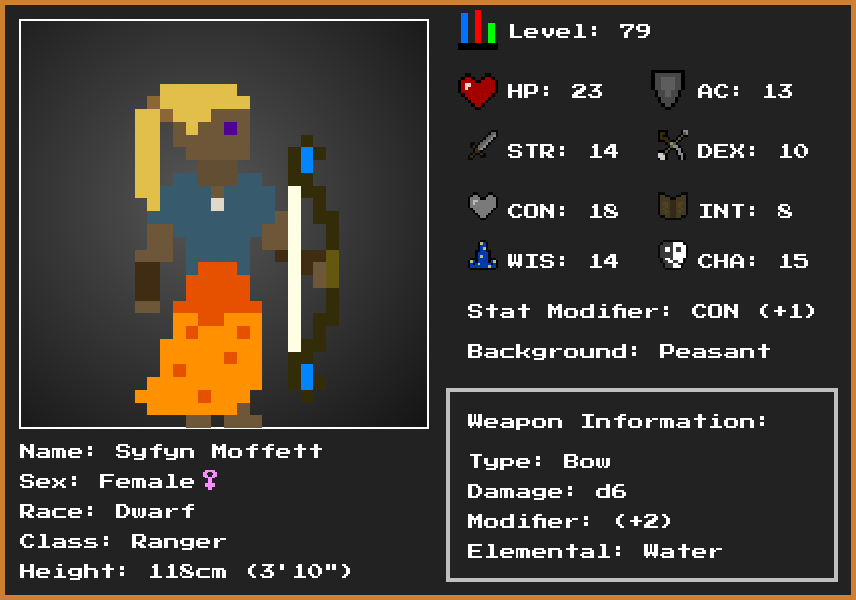 Level: 79
HP: 23
AC: 13
STR: 14
DEX: 10
CON: 18
INT: 8
WIS: 14
CHA: 15
Stat Modifier: CON (+1)
Background: Peasant
Name: Syfyn Moffett
Sex: Female♀
Race: Dwarf
Class: Ranger
Height: 118cm (3'10")
Weapon Information:
Type: Bow
Damage: d6
Modifier: (+2)
Elemental: Water